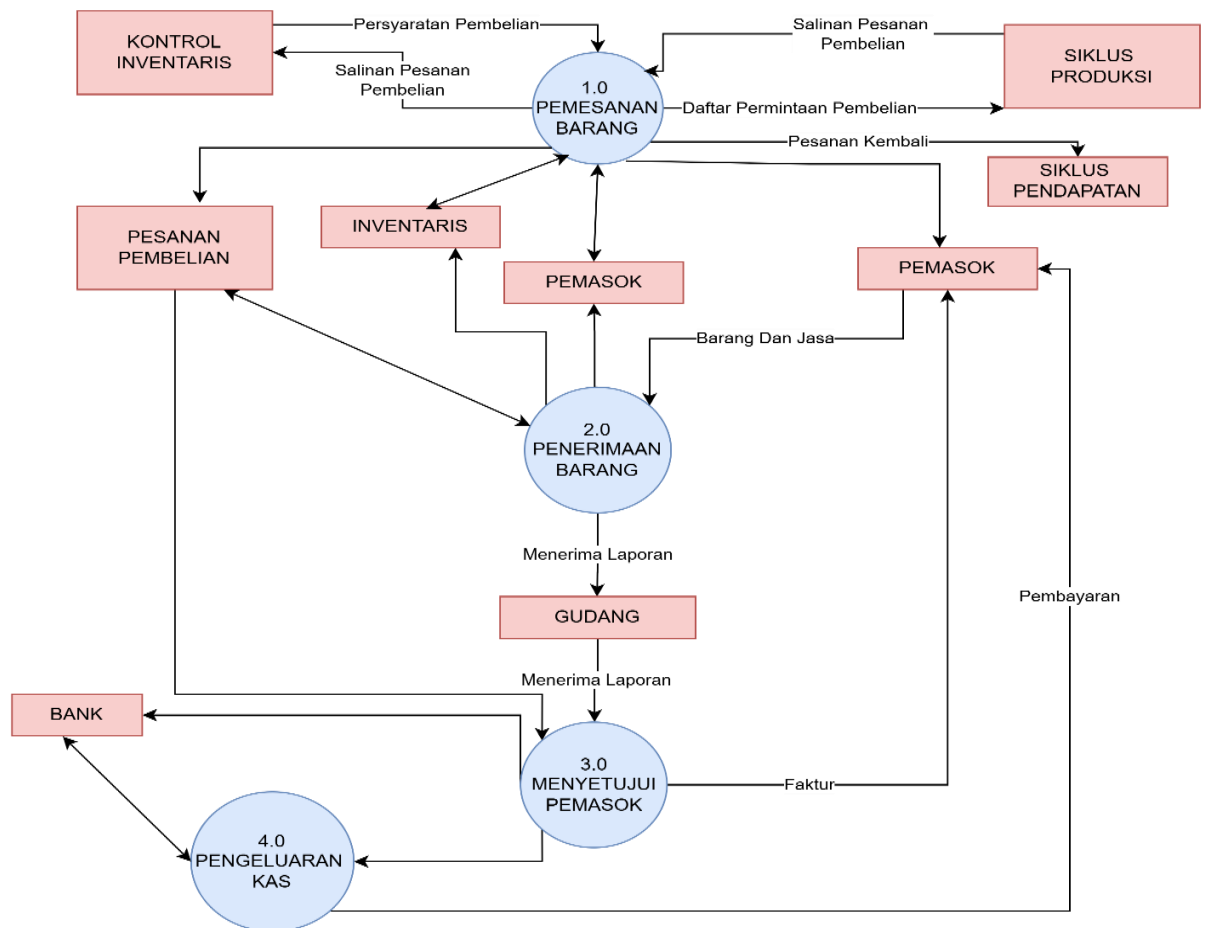 KONTROL
INVENTARIS
Persyaratan Pembelian
Salinan Pesanan
Pembelian
Salinan Pesanan
Pembelian
SIKLUS
PRODUKSI
1.0
PEMESANAN
BARANG
Daftar Permintaan Pembelian
Pesanan Kembali
SIKLUS
PENDAPATAN
PESANAN
PEMBELIAN
INVENTARIS
PEMASOK
PEMASOK
Barang Dan Jasa
2.0
PENERIMAAN
BARANG
Menerima Laporan
GUDANG
Pembayaran
Menerima Laporan
BANK
3.0
MENYETUJUI
PEMASOK
Faktur
4.0
PENGELUARAN
KAS